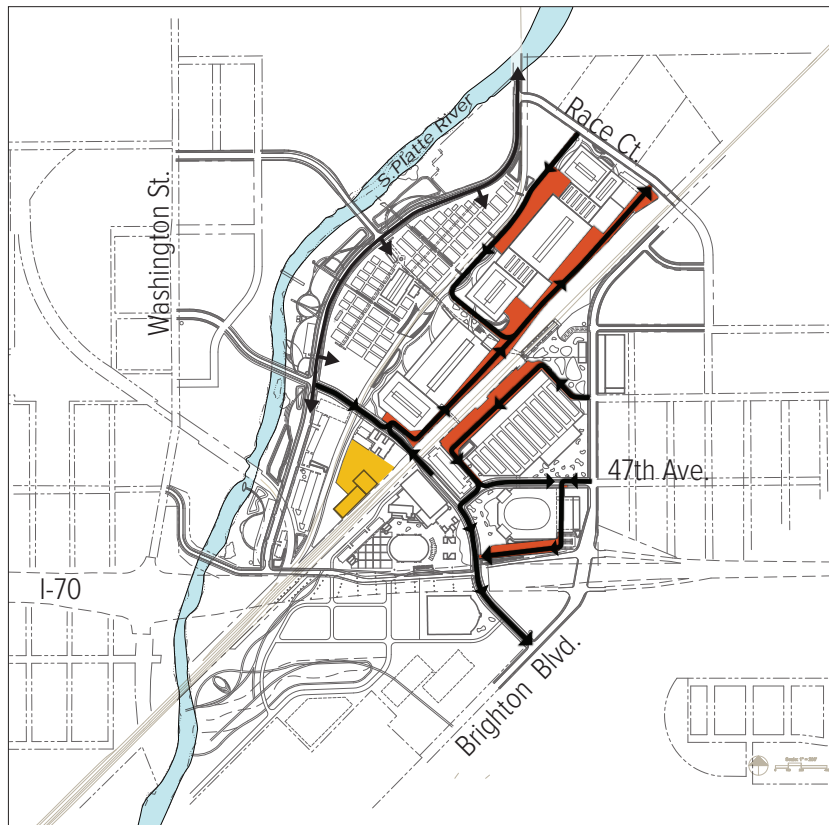 Race Ct.
S. Platte River
Washington St.
47th Ave.
I-70
Brighton Blvd.